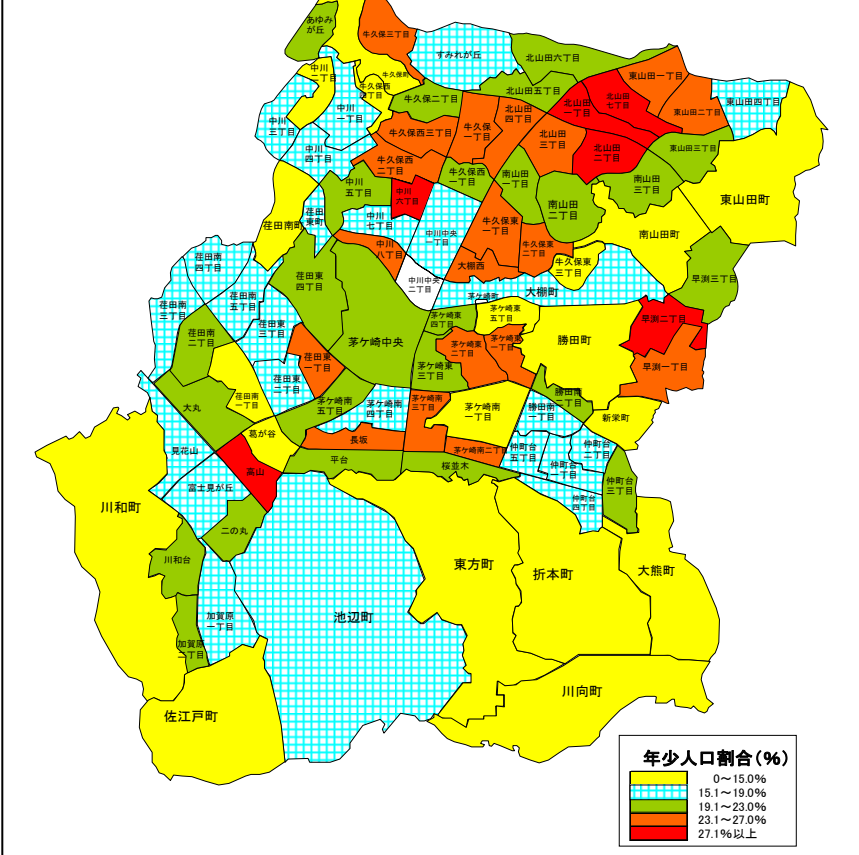 あゆみ
が丘
牛久保三丁目
すみれが丘
北山田六丁目
中川
二丁目
牛久保町
牛久保西
四丁目
東山田一丁目
中川
一丁目
牛久保二丁目
北山田五丁目
北山田
一丁目
北山田
七丁目
東山田四丁目
東山田二丁目
中川
三丁目
北山田
四丁目
牛久保西三丁目
牛久保
一丁目
北山田
三丁目
北山田
二丁目
東山田三丁目
中川
四丁目
牛久保西
二丁目
牛久保西
一丁目
南山田
一丁目
南山田
三丁目
中川
五丁目
中川
六丁目
東山田町
南山田
二丁目
荏田
東町
荏田南町
中川
七丁目
中川中央
一丁目
牛久保東
一丁目
南山田町
中川
八丁目
牛久保東
二丁目
牛久保東
三丁目
荏田南
四丁目
荏田東
四丁目
大棚西
早渕三丁目
中川中央
二丁目
大棚町
茅ケ崎町
荏田南
五丁目
荏田南
三丁目
荏田東
三丁目
茅ケ崎東
四丁目
茅ケ崎東
五丁目
早渕二丁目
荏田南
二丁目
茅ケ崎中央
茅ケ崎東
二丁目
茅ケ崎東
一丁目
勝田町
荏田東
一丁目
茅ケ崎東
三丁目
早渕一丁目
荏田東
二丁目
荏田南
一丁目
大丸
茅ケ崎南
五丁目
茅ケ崎南
四丁目
茅ケ崎南
三丁目
茅ケ崎南
一丁目
勝田南
二丁目
勝田南
一丁目
新栄町
葛が谷
長坂
見花山
茅ケ崎南二丁目
仲町台
五丁目
仲町台
二丁目
平台
桜並木
仲町台
一丁目
高山
富士見が丘
仲町台
三丁目
仲町台
四丁目
川和町
二の丸
川和台
東方町
折本町
大熊町
加賀原
一丁目
池辺町
加賀原
二丁目
川向町
佐江戸町
年少人口割合(%)
0～15.0%
15.1～19.0%
19.1～23.0%
23.1～27.0%
27.1%以上